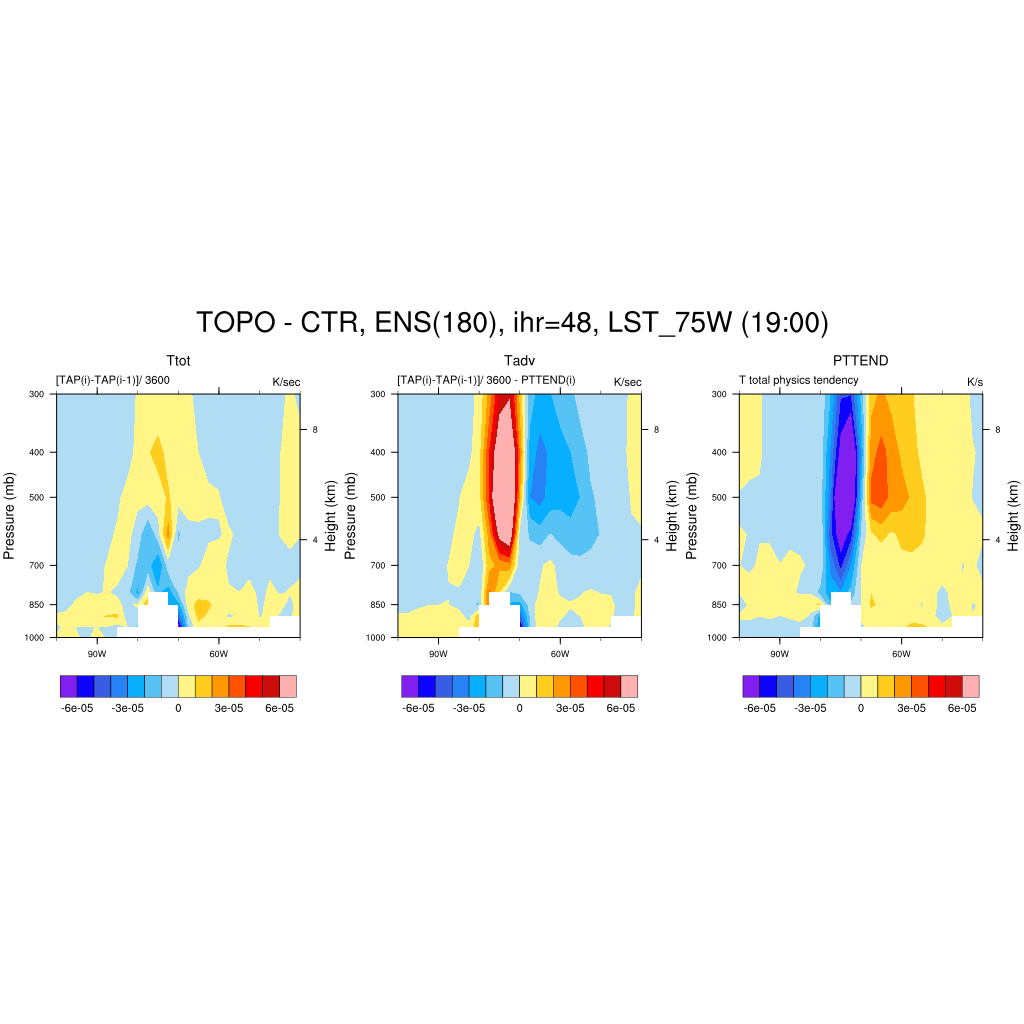 TOPO - CTR, ENS(180), ihr=48, LST_75W (19:00)
Ttot
[TAP(i)-TAP(i-1)]/ 3600 K/sec
Pressure (mb)
300
400
500
700
850
1000
90W 60W
8
4
Height (km)
-6e-05 -3e-05 0 3e-05 6e-05
Tadv
[TAP(i)-TAP(i-1)]/ 3600 - PTTEND(i) K/sec
Pressure (mb)
300
400
500
700
850
1000
90W 60W
8
4
Height (km)
-6e-05 -3e-05 0 3e-05 6e-05
PTTEND
T total physics tendency K/s
Pressure (mb)
300
400
500
700
850
1000
90W 60W
8
4
Height (km)
-6e-05 -3e-05 0 3e-05 6e-05